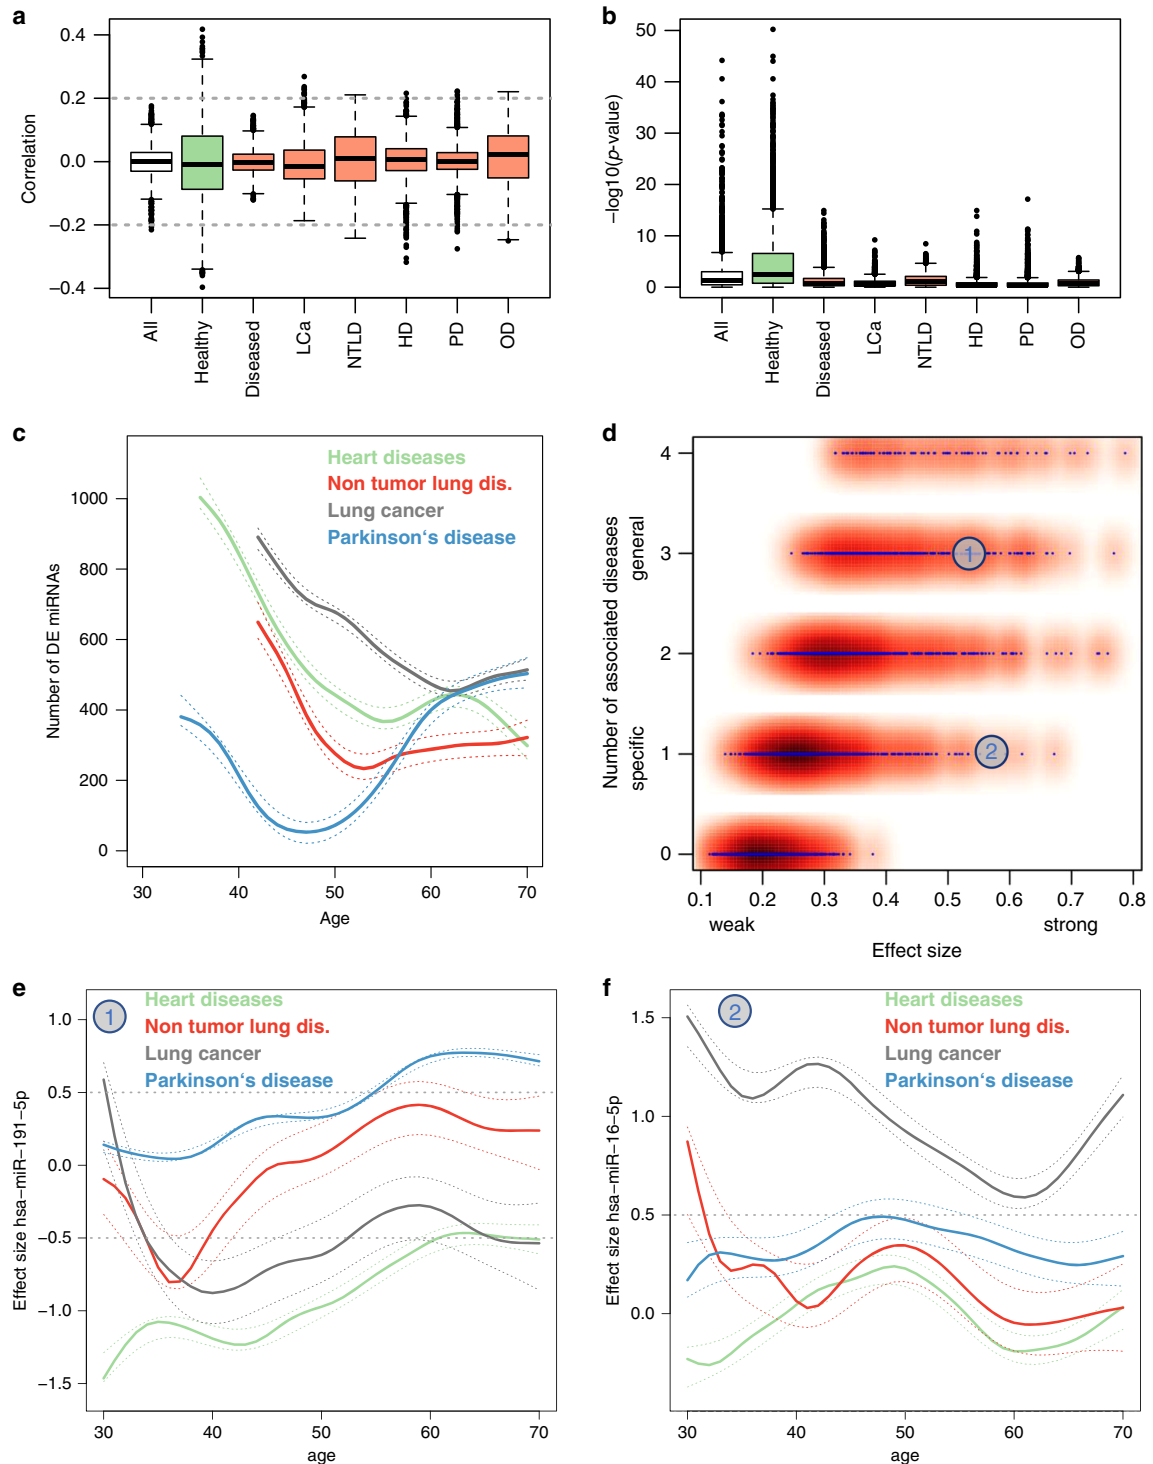 a
0.4
0.2
0.0
−0.2
−0.4
Correlation
All
Healthy
Diseased
LCa
NTLD
HD
PD
OD
b
50
40
30
20
10
0
−log10(p-value)
All
Healthy
Diseased
LCa
NTLD
HD
PD
OD
c
Heart diseases
Non tumor lung dis.
Lung cancer
Parkinson‘s disease
1000
800
600
400
200
0
Number of DE miRNAs
30
40
50
60
70
Age
d
4
3
2
1
0
Number of associated diseases
general
specific
1
2
0.1
0.2
0.3
0.4
0.5
0.6
0.7
0.8
weak
strong
Effect size
e
1
Heart diseases
Non tumor lung dis.
Lung cancer
Parkinson‘s disease
1.0
0.5
0.0
−0.5
−1.0
−1.5
Effect size hsa−miR−191−5p
30
40
50
60
70
age
f
2
Heart diseases
Non tumor lung dis.
Lung cancer
Parkinson‘s disease
1.5
1.0
0.5
0.0
Effect size hsa−miR−16−5p
30
40
50
60
70
age